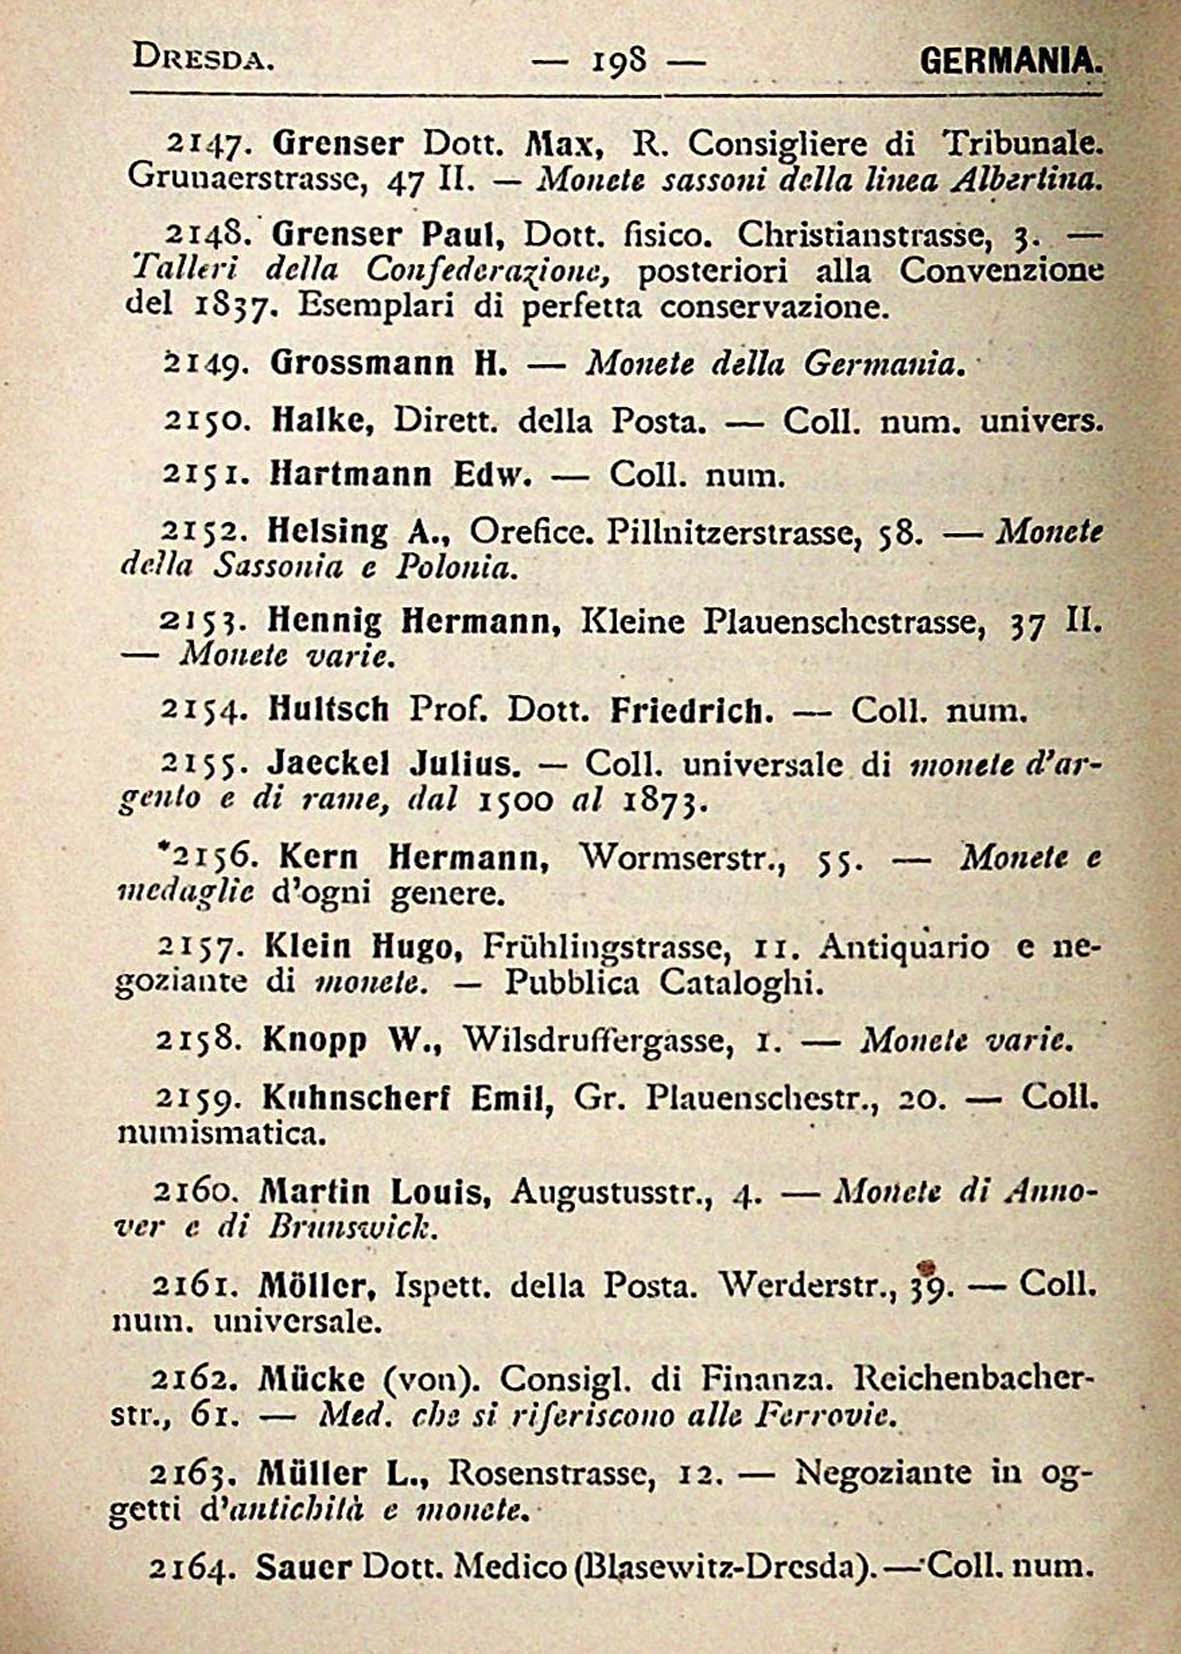 DRESDA. — 198 — GERMANIA.
2147. Grenser Dott. Max, R. Consigliere di Tribunale.
Grunaerstrasse, 47 II. — Monete sassoni della linea Albertina.
2148. Grenser Paul, Dott. fisico. Christianstrasse, 3. —
Talleri della Confederazione, posteriori alla Convenzione
del 1837. Esemplari di perfetta conservazione.
2149. Grossmann H. — Monete della Germania.
2150. Halke, Dirett. della Posta. — Coll. num. univers.
2151. Hartmann Edw. — Coll. num.
2152. Helsing A., Orefice. Pillnitzerstrasse, 58. — Monete
della Sassonia e Polonia.
2153. Hennig Hermann, Kleine Plauenschestrasse, 37 II.
— Monete varie.
2154. Hultsch Prof. Dott. Friedrich. — Coll. num.
2155. Jaeckel Julius. — Coll. universale di monete d'ar-
gento e di rame, dal 1500 al 1873.
*2156. Kern Hermann, Wormserstr., 55. — Monete e
medaglie d'ogni genere.
2157. Klein Hugo, Frühlingstrasse, 11. Antiquario e ne-
goziante di monete. — Pubblica Cataloghi.
2158. Knopp W., Wilsdruffergasse, 1. — Monete varie.
2159. Kuhnscherf Emil, Gr. Plauenschestr., 20. — Coll.
numismatica.
2160. Martin Louis, Augustusstr., 4. — Monete di Anno-
ver e di Brunswick.
2161. Möller, Ispett. della Posta. Werderstr., 39. — Coll.
num. universale.
2162. Mücke (von). Consigl. di Finanza. Reichenbacher-
str., 61. — Med. che si riferiscono alle Ferrovie.
2163. Müller L., Rosenstrasse, 12. — Negoziante in og-
getti d'antichità e monete.
2164. Sauer Dott. Medico (Blasewitz-Dresda). — Coll. num.